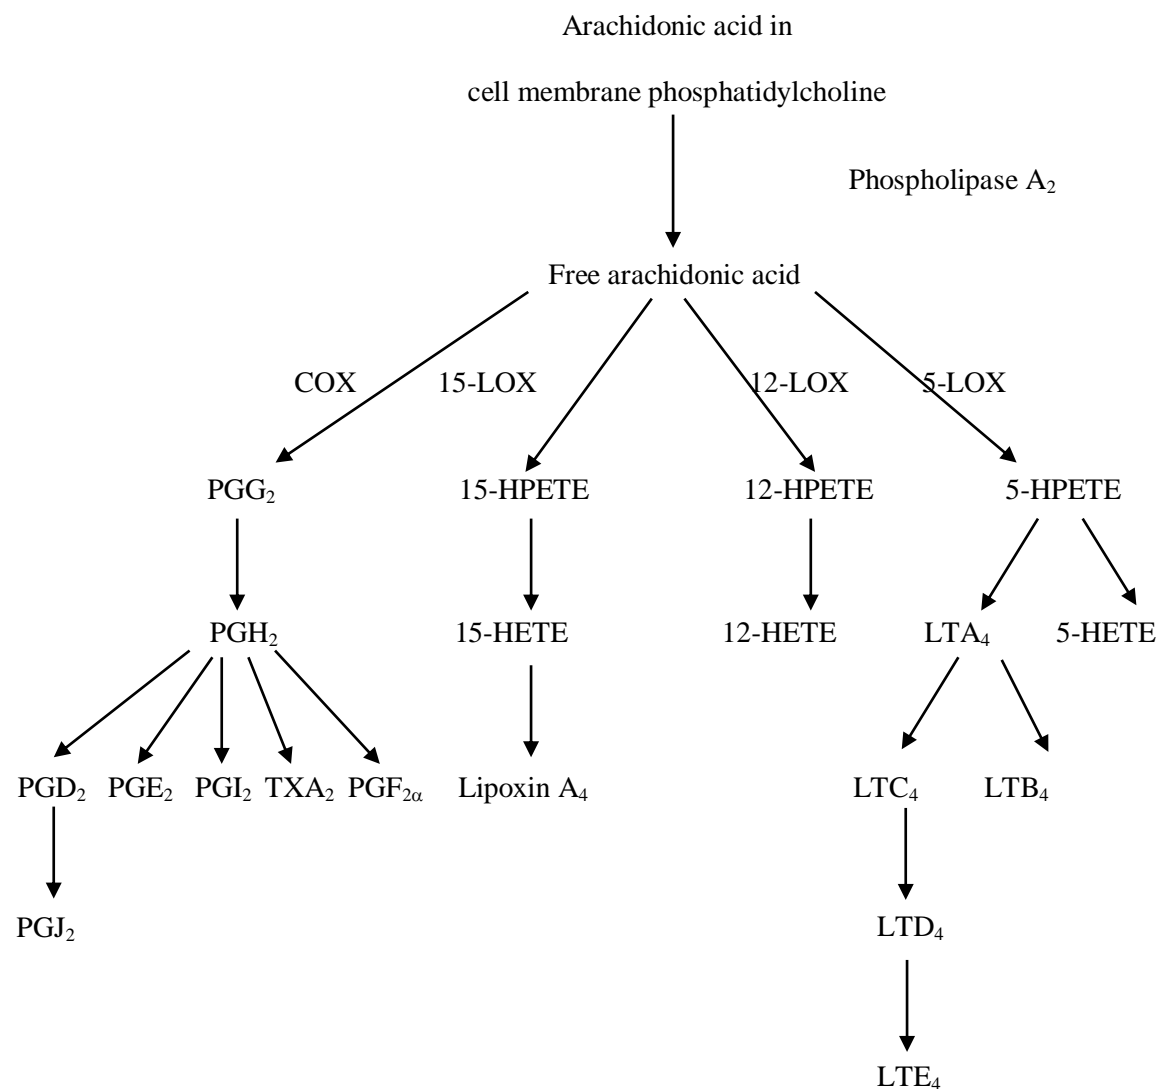 Arachidonic acid in
cell membrane phosphatidylcholine
Phospholipase A₂
Free arachidonic acid
COX 15-LOX 12-LOX 5-LOX
PGG₂ 15-HPETE 12-HPETE 5-HPETE
PGH₂ 15-HETE 12-HETE LTA₄ 5-HETE
PGD₂ PGE₂ PGI₂ TXA₂ PGF₂α Lipoxin A₄ LTC₄ LTB₄
PGJ₂ LTD₄
LTE₄